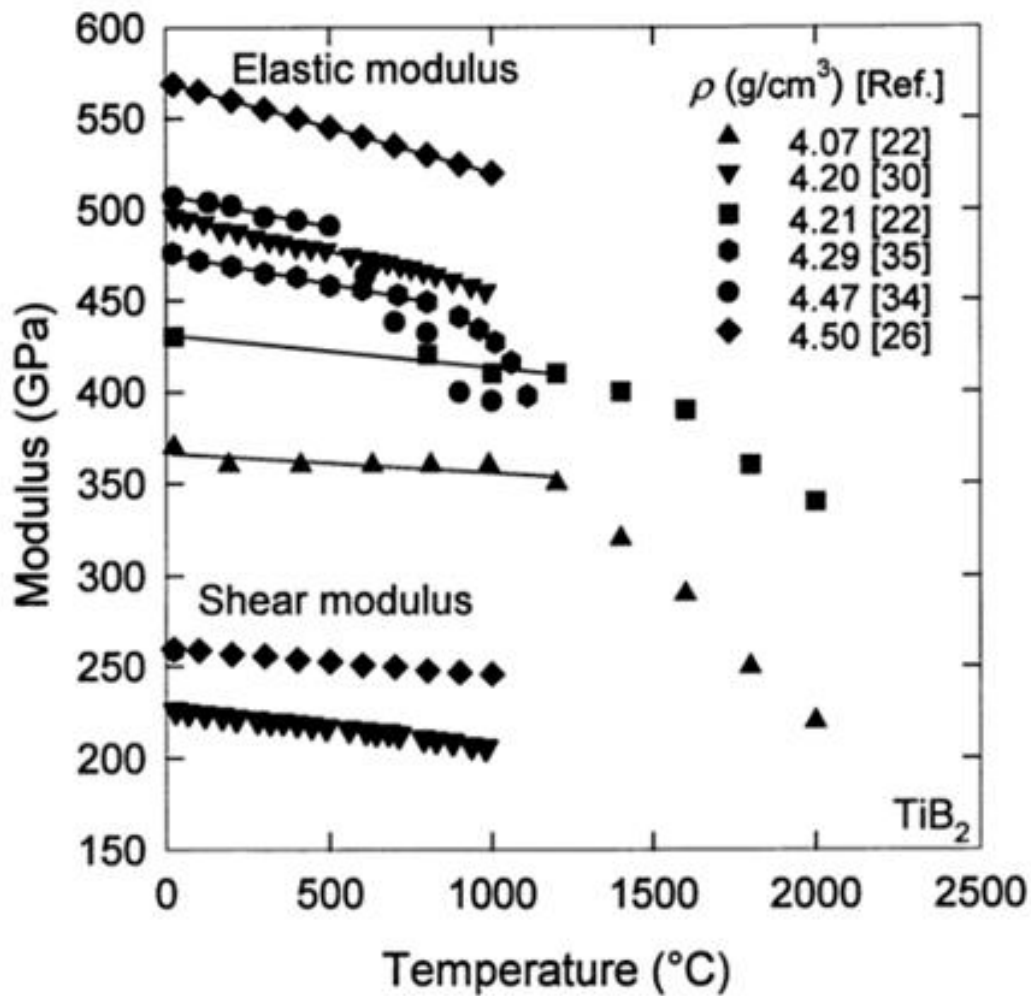 600
550
500
450
400
350
300
250
200
150
Modulus (GPa)
Elastic modulus
ρ (g/cm³) [Ref.]
4.07 [22]
4.20 [30]
4.21 [22]
4.29 [35]
4.47 [34]
4.50 [26]
Shear modulus
TiB₂
0 500 1000 1500 2000 2500
Temperature (°C)